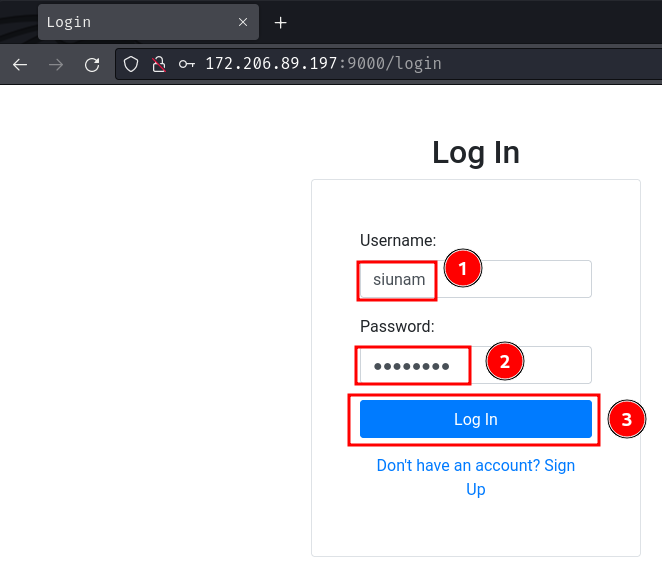 Login
172.206.89.197:9000/login
Log In
Username:
siunam
1
Password:
••••••••
2
Log In
3
Don't have an account? Sign
Up